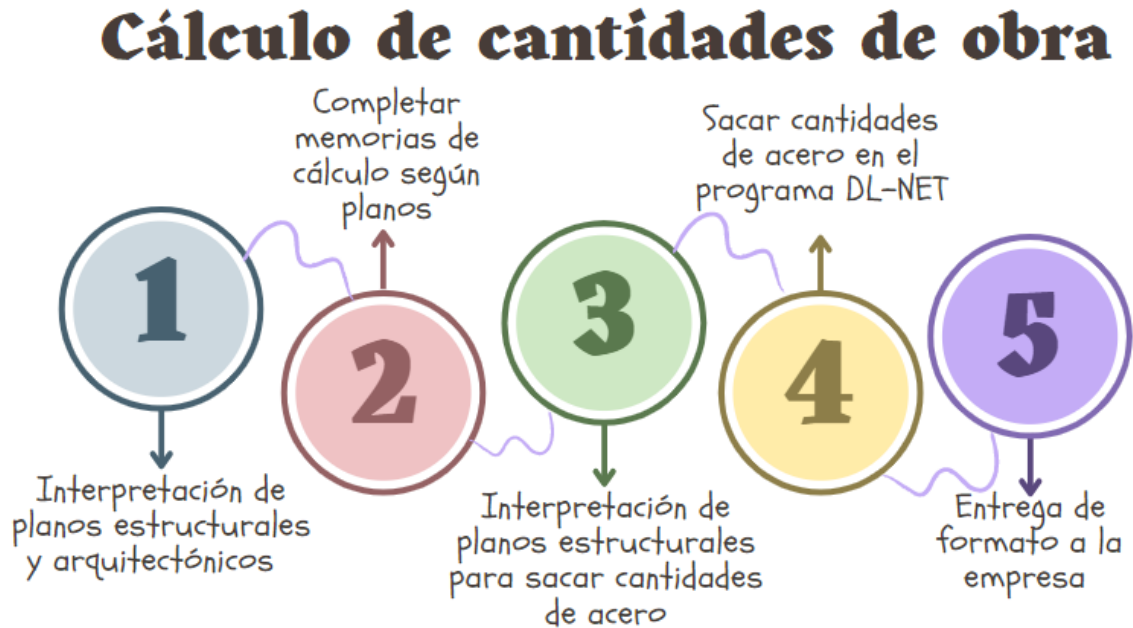 Cálculo de cantidades de obra
1
Interpretación de
planos estructurales
y arquitectónicos
Completar
memorias de
cálculo según
planos
2
3
Interpretación de
planos estructurales
para sacar cantidades
de acero
Sacar cantidades
de acero en el
programa DL-NET
4
5
Entrega de
formato a la
empresa